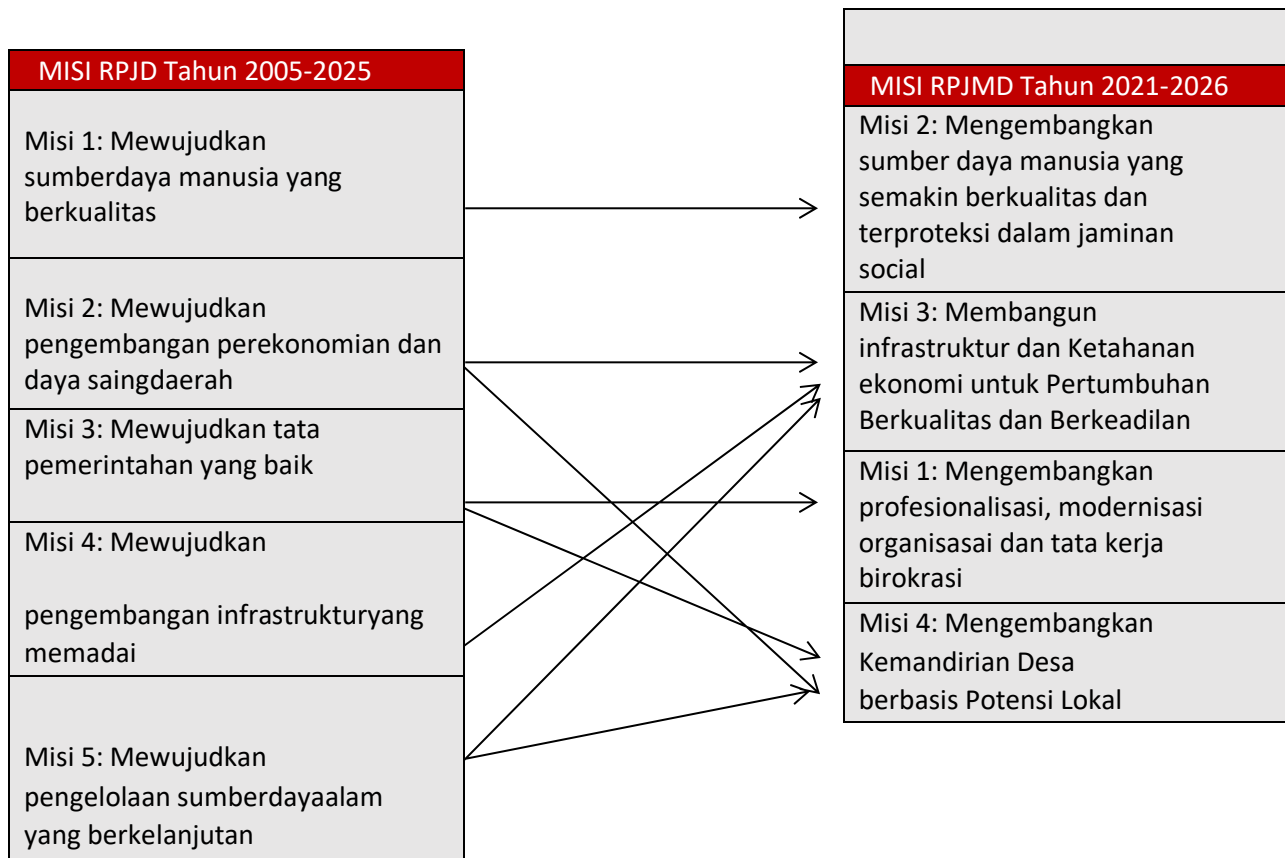 MISI RPJD Tahun 2005-2025
Misi 1: Mewujudkan
sumberdaya manusia yang
berkualitas
Misi 2: Mewujudkan
pengembangan perekonomian dan
daya saingdaerah
Misi 3: Mewujudkan tata
pemerintahan yang baik
Misi 4: Mewujudkan
pengembangan infrastrukturyang
memadai
Misi 5: Mewujudkan
pengelolaan sumberdayaalam
yang berkelanjutan
MISI RPJMD Tahun 2021-2026
Misi 2: Mengembangkan
sumber daya manusia yang
semakin berkualitas dan
terproteksi dalam jaminan
social
Misi 3: Membangun
infrastruktur dan Ketahanan
ekonomi untuk Pertumbuhan
Berkualitas dan Berkeadilan
Misi 1: Mengembangkan
profesionalisasi, modernisasi
organisasai dan tata kerja
birokrasi
Misi 4: Mengembangkan
Kemandirian Desa
berbasis Potensi Lokal